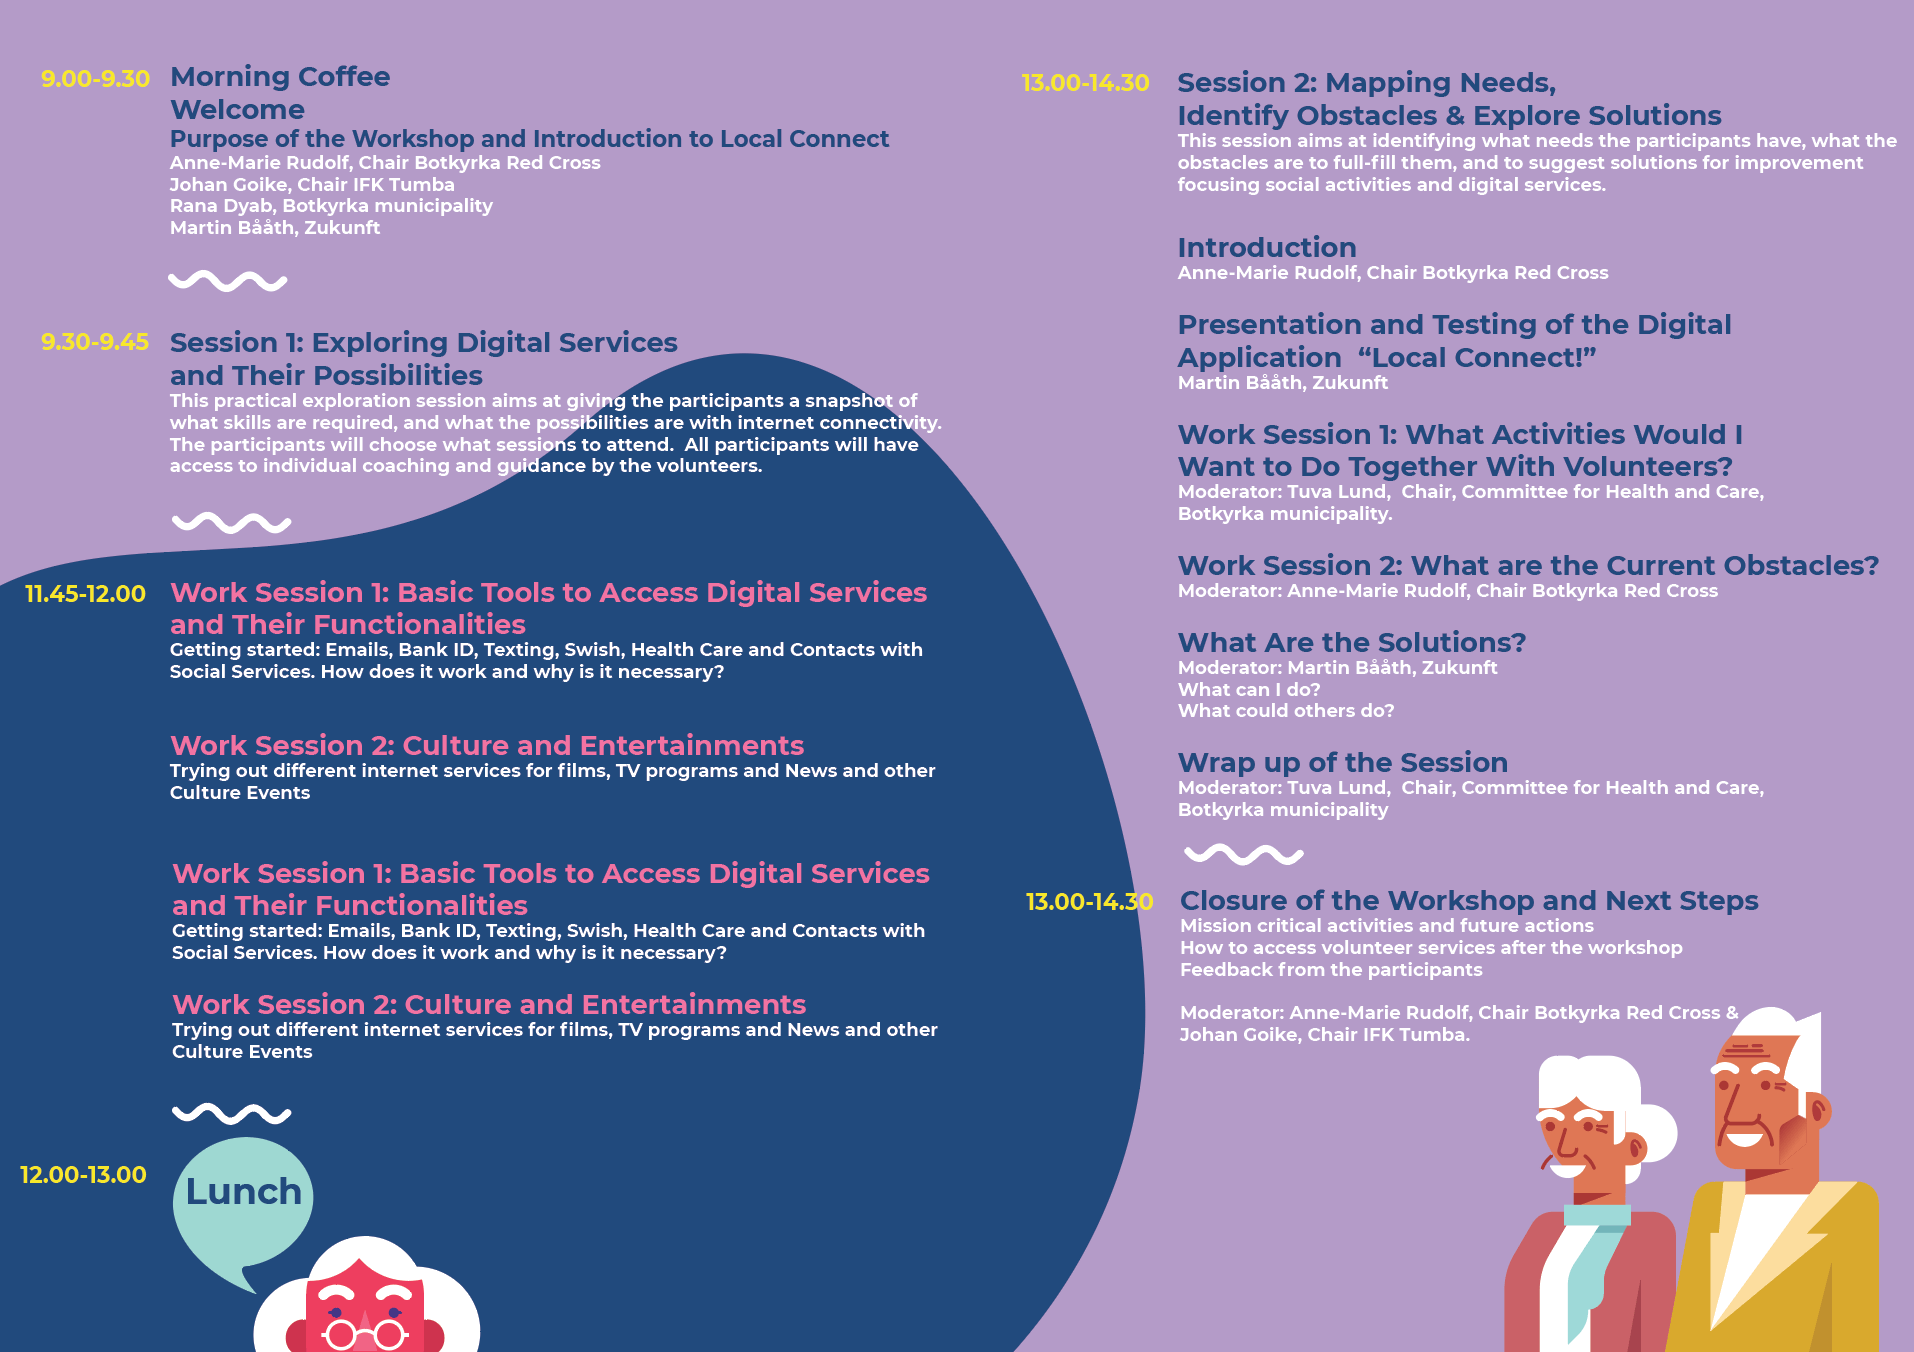 9.00-9.30
Morning Coffee
Welcome
Purpose of the Workshop and Introduction to Local Connect
Anne-Marie Rudolf, Chair Botkyrka Red Cross
Johan Goike, Chair IFK Tumba
Rana Dyab, Botkyrka municipality
Martin Bååth, Zukunft
9.30-9.45
Session 1: Exploring Digital Services
and Their Possibilities
This practical exploration session aims at giving the participants a snapshot of
what skills are required, and what the possibilities are with internet connectivity.
The participants will choose what sessions to attend.  All participants will have
access to individual coaching and guidance by the volunteers.
11.45-12.00
Work Session 1: Basic Tools to Access Digital Services
and Their Functionalities
Getting started: Emails, Bank ID, Texting, Swish, Health Care and Contacts with
Social Services. How does it work and why is it necessary?
Work Session 2: Culture and Entertainments
Trying out different internet services for films, TV programs and News and other
Culture Events
Work Session 1: Basic Tools to Access Digital Services
and Their Functionalities
Getting started: Emails, Bank ID, Texting, Swish, Health Care and Contacts with
Social Services. How does it work and why is it necessary?
Work Session 2: Culture and Entertainments
Trying out different internet services for films, TV programs and News and other
Culture Events
12.00-13.00
Lunch
13.00-14.30
Session 2: Mapping Needs,
Identify Obstacles & Explore Solutions
This session aims at identifying what needs the participants have, what the
obstacles are to full-fill them, and to suggest solutions for improvement
focusing social activities and digital services.
Introduction
Anne-Marie Rudolf, Chair Botkyrka Red Cross
Presentation and Testing of the Digital
Application  “Local Connect!”
Martin Bååth, Zukunft
Work Session 1: What Activities Would I
Want to Do Together With Volunteers?
Moderator: Tuva Lund,  Chair, Committee for Health and Care,
Botkyrka municipality.
Work Session 2: What are the Current Obstacles?
Moderator: Anne-Marie Rudolf, Chair Botkyrka Red Cross
What Are the Solutions?
Moderator: Martin Bååth, Zukunft
What can I do?
What could others do?
Wrap up of the Session
Moderator: Tuva Lund,  Chair, Committee for Health and Care,
Botkyrka municipality
13.00-14.30
Closure of the Workshop and Next Steps
Mission critical activities and future actions
How to access volunteer services after the workshop
Feedback from the participants
Moderator: Anne-Marie Rudolf, Chair Botkyrka Red Cross &
Johan Goike, Chair IFK Tumba.